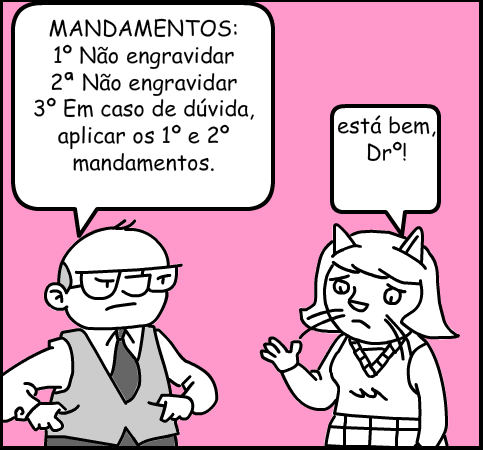 MANDAMENTOS:
1º Não engravidar
2ª Não engravidar
3º Em caso de dúvida,
aplicar os 1º e 2º
mandamentos.
está bem,
Drº!